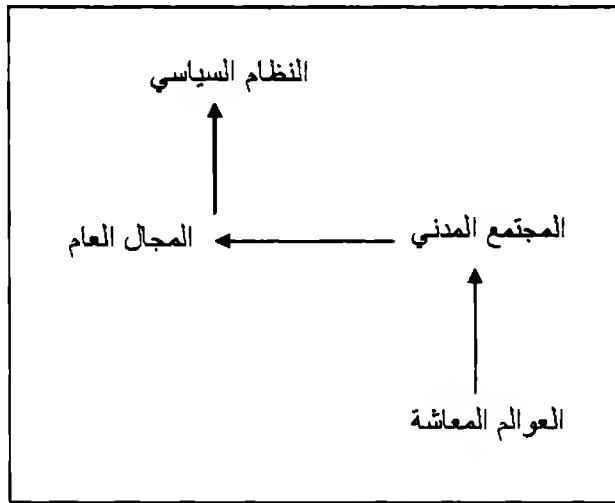 النظام السياسي
المجتمع المدني
المجال العام
العوالم المعاشة